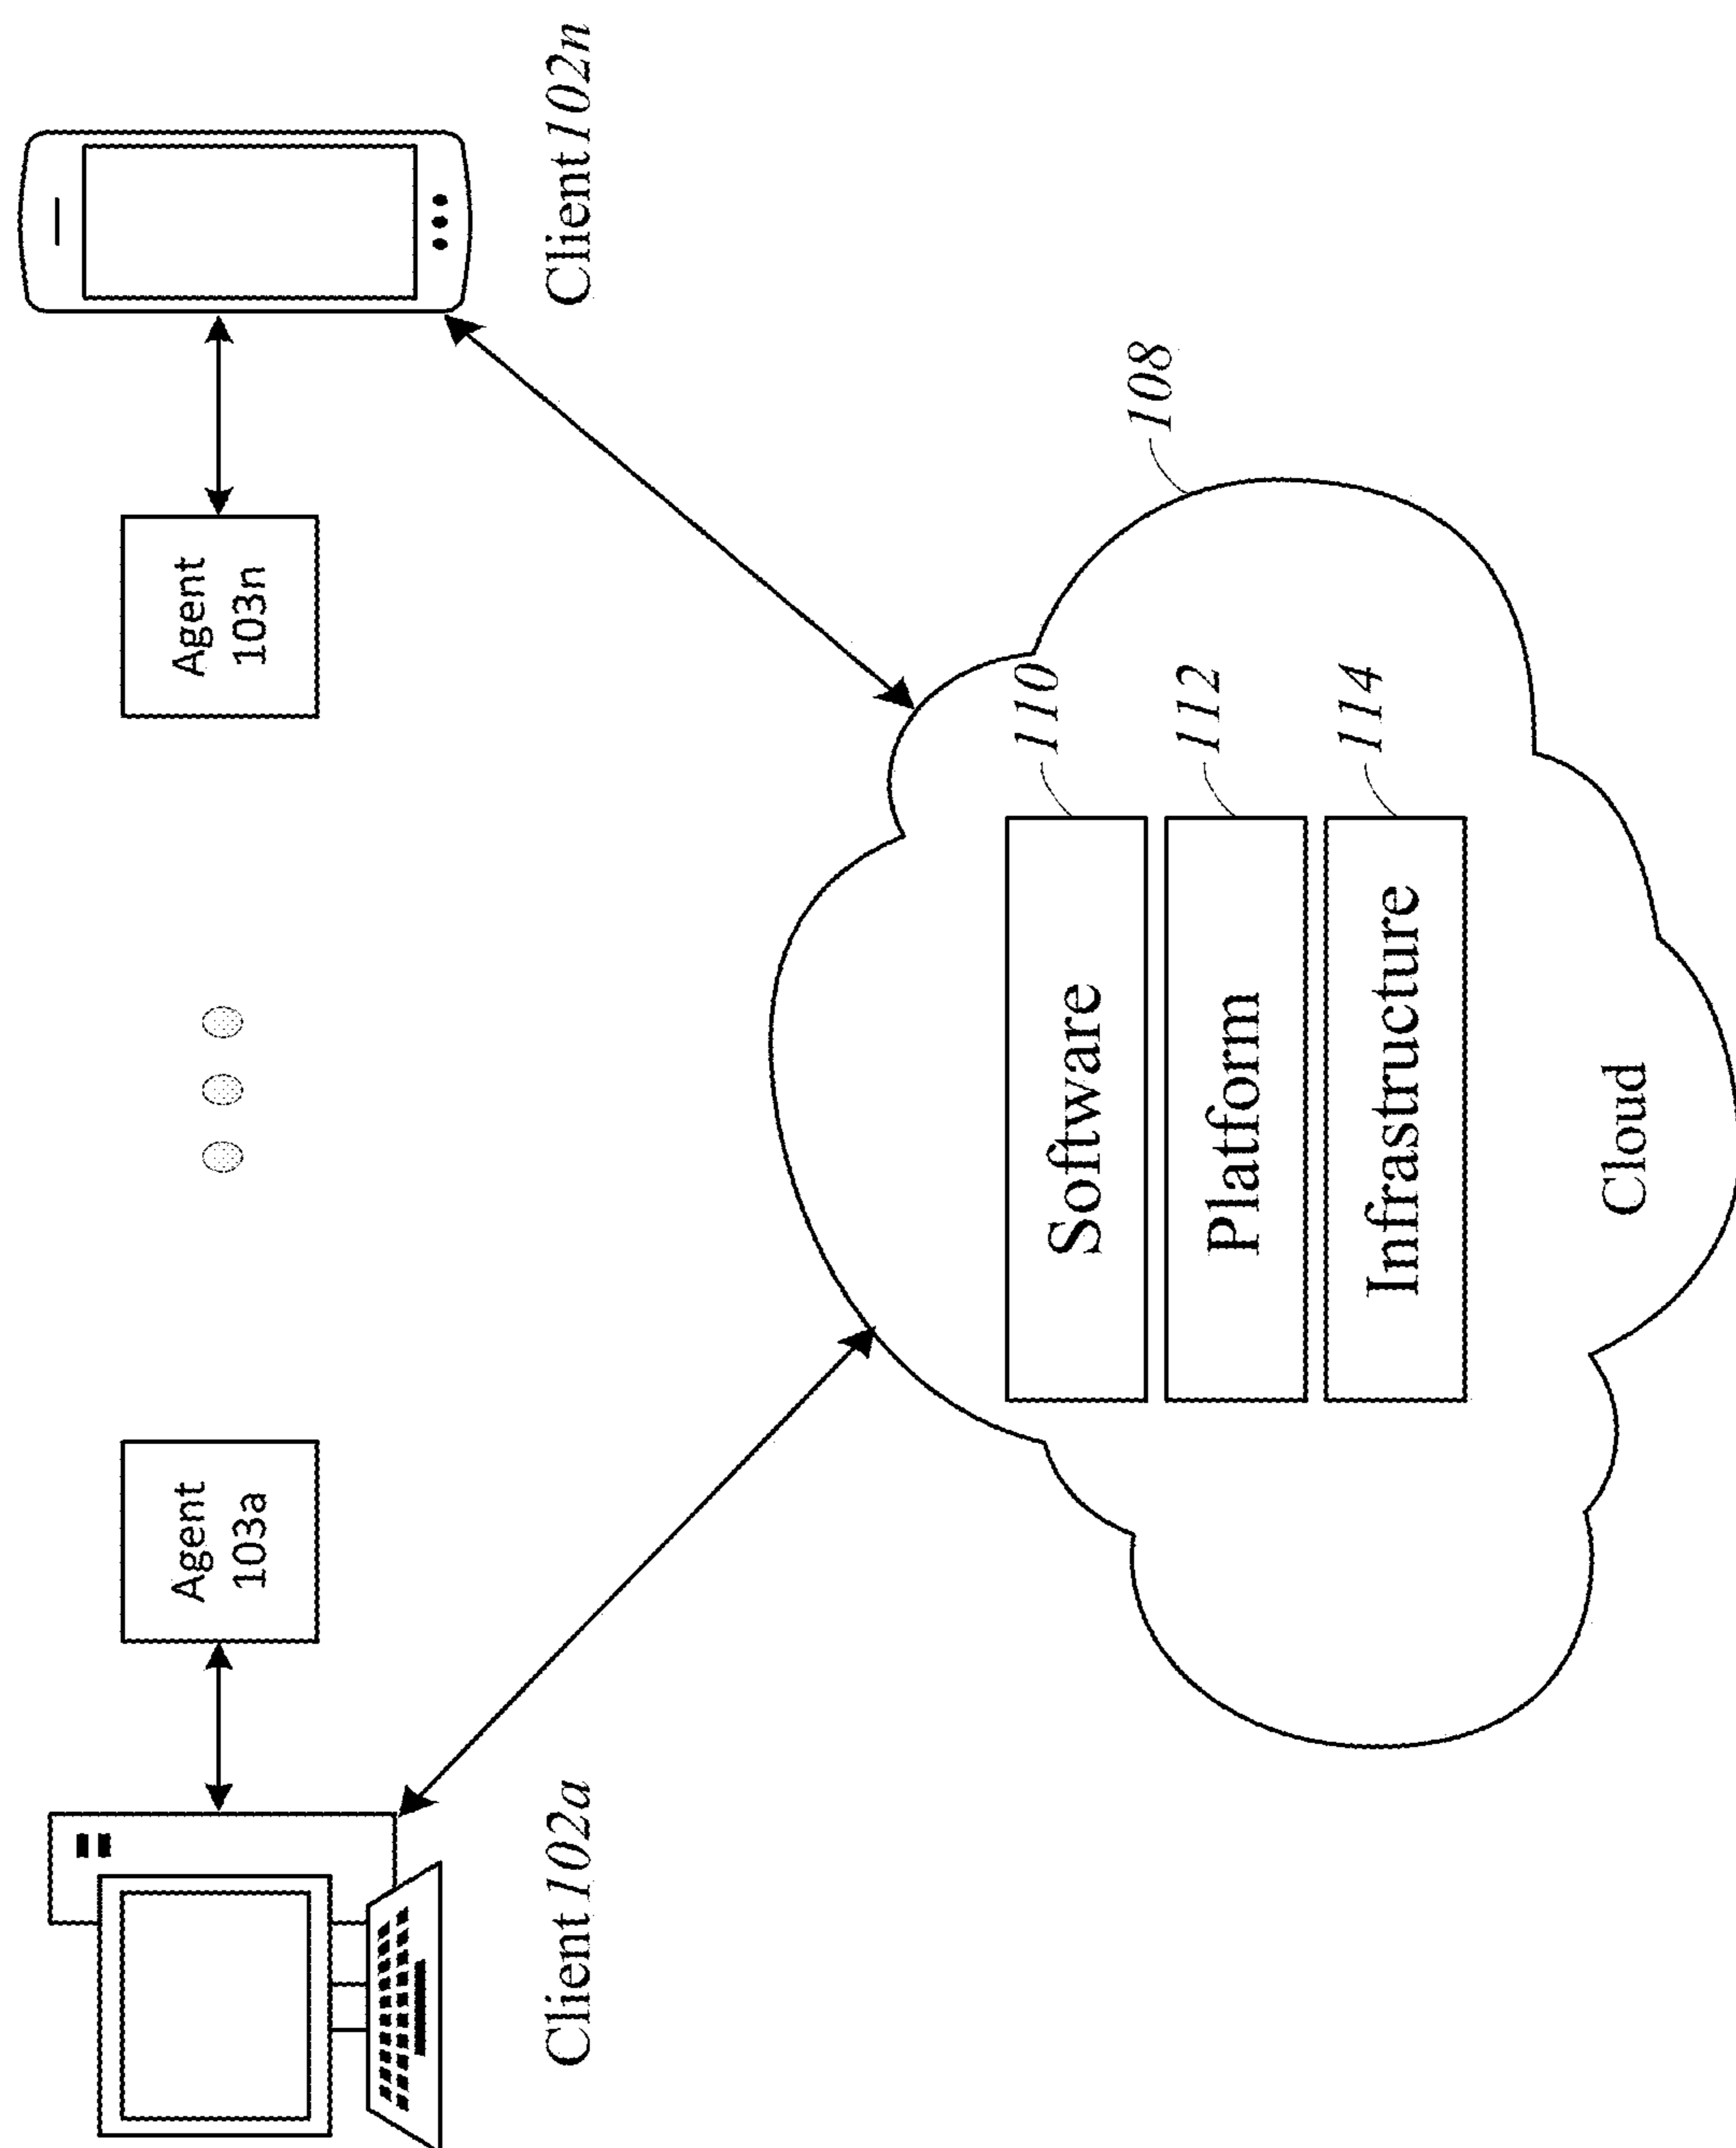 Agent
103a
Agent
103n
Client 102a
Client 102n
108
110
Software
112
Platform
114
Infrastructure
Cloud